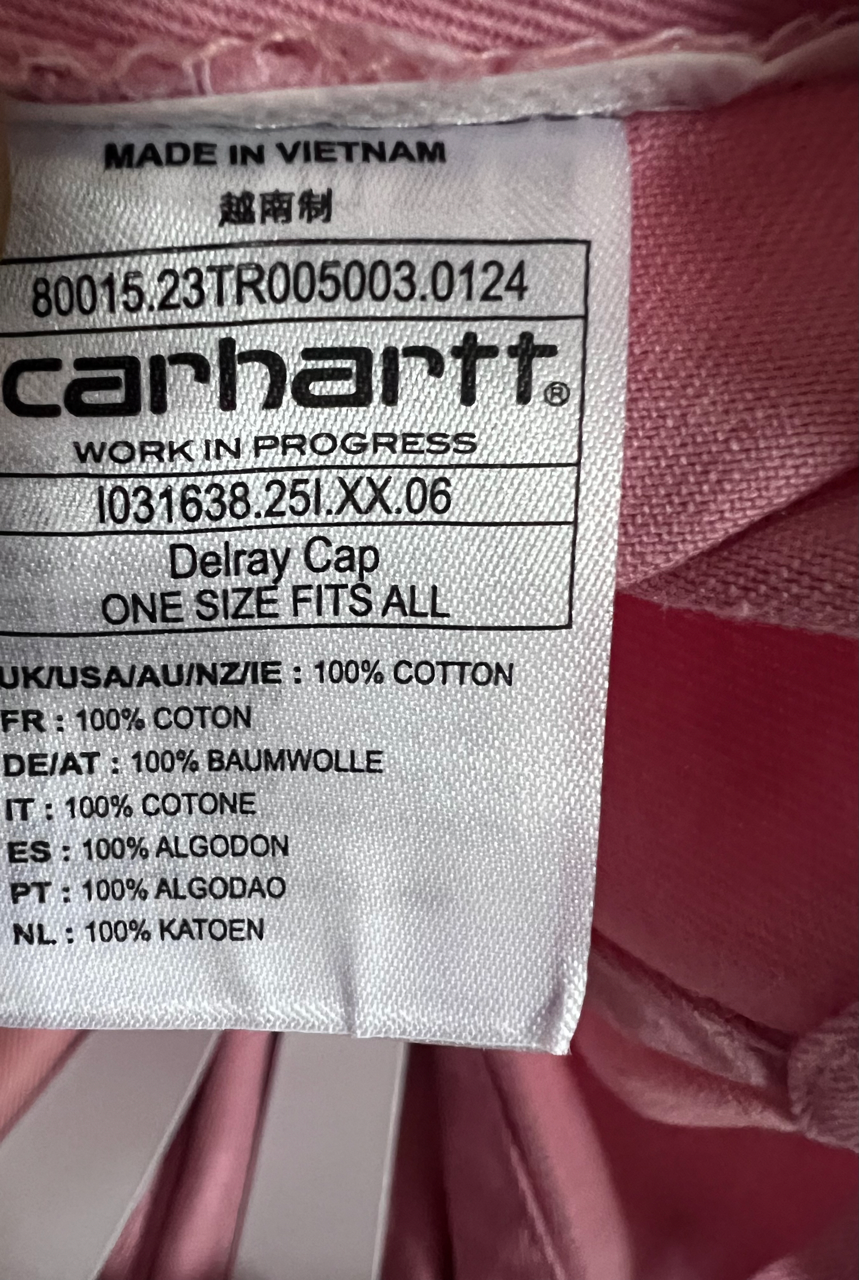 MADE IN VIETNAM
越南制
80015.23TR005003.0124
carhartt®
WORK IN PROGRESS
I031638.25I.XX.06
Delray Cap
ONE SIZE FITS ALL
UK/USA/AU/NZ/IE : 100% COTTON
FR : 100% COTON
DE/AT : 100% BAUMWOLLE
IT : 100% COTONE
ES : 100% ALGODON
PT : 100% ALGODAO
NL : 100% KATOEN